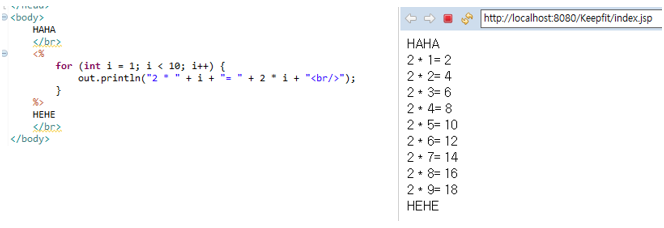 </head>
<body>
HAHA
</br>
<%
for (int i = 1; i < 10; i++) {
out.println("2 * " + i + "= " + 2 * i + "<br/>");
}
%>
HEHE
</br>
</body>
http://localhost:8080/Keepfit/index.jsp
HAHA
2 * 1= 2
2 * 2= 4
2 * 3= 6
2 * 4= 8
2 * 5= 10
2 * 6= 12
2 * 7= 14
2 * 8= 16
2 * 9= 18
HEHE